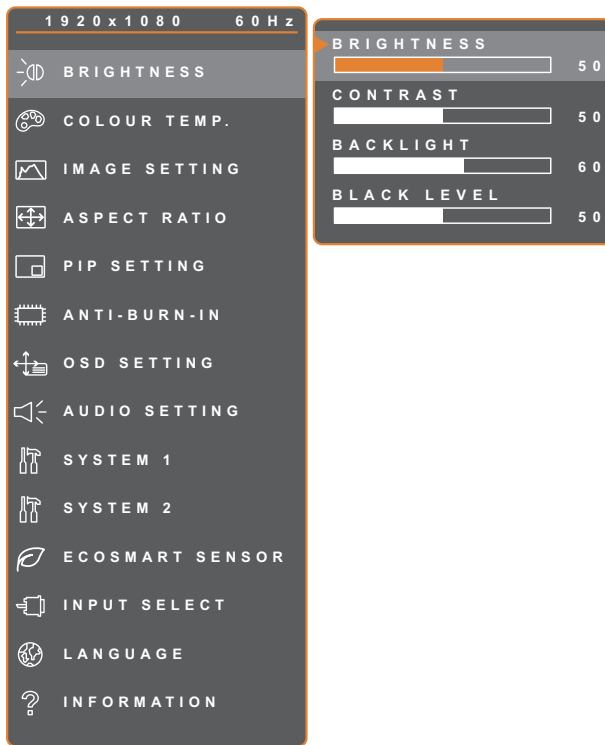 1920x1080 60Hz
BRIGHTNESS
COLOUR TEMP.
IMAGE SETTING
ASPECT RATIO
PIP SETTING
ANTI-BURN-IN
OSD SETTING
AUDIO SETTING
SYSTEM 1
SYSTEM 2
ECOSMART SENSOR
INPUT SELECT
LANGUAGE
INFORMATION
BRIGHTNESS
50
CONTRAST
50
BACKLIGHT
60
BLACK LEVEL
50